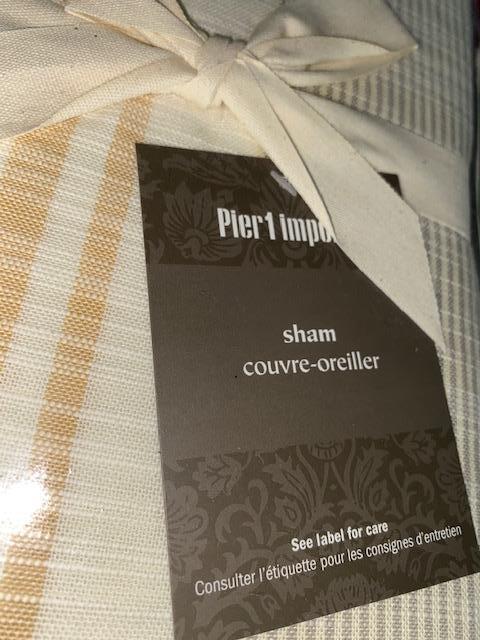 Pier1 impo
sham
couvre-oreiller
See label for care
Consulter l'étiquette pour les consignes d'entretien